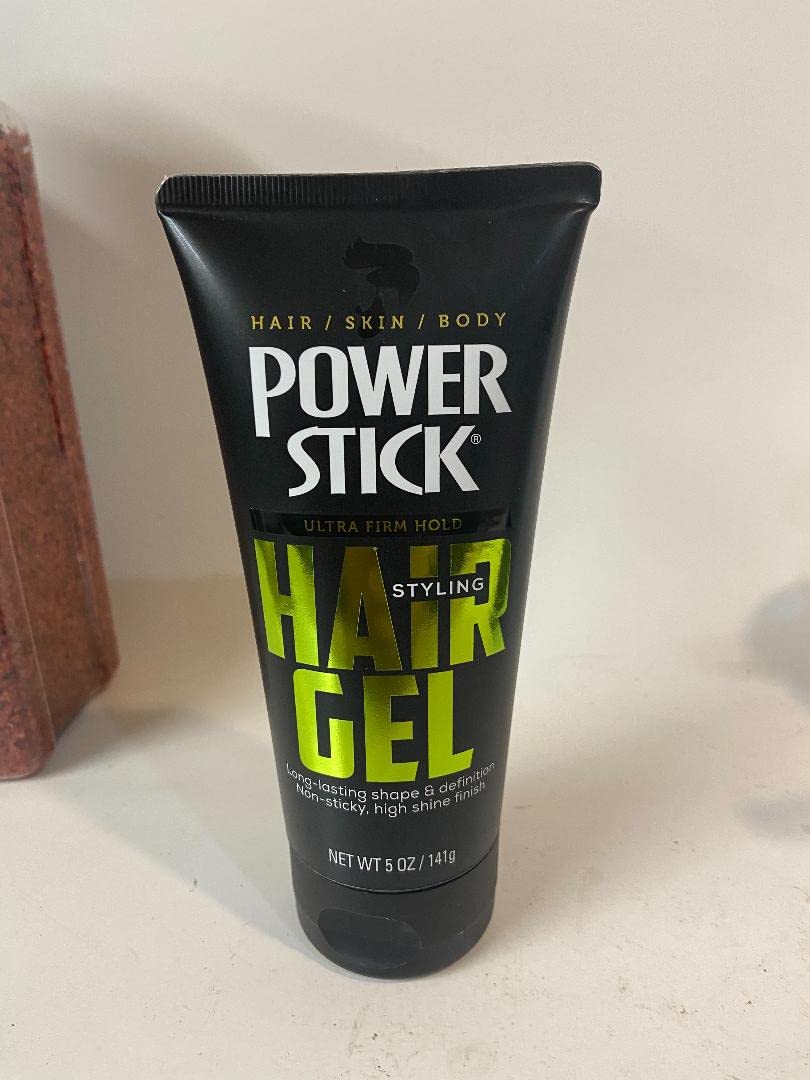 HAIR / SKIN / BODY
POWER
STICK®
ULTRA FIRM HOLD
HAIR
STYLING
GEL
Long-lasting shape & definition
Non-sticky, high shine finish
NET WT 5 OZ / 141g